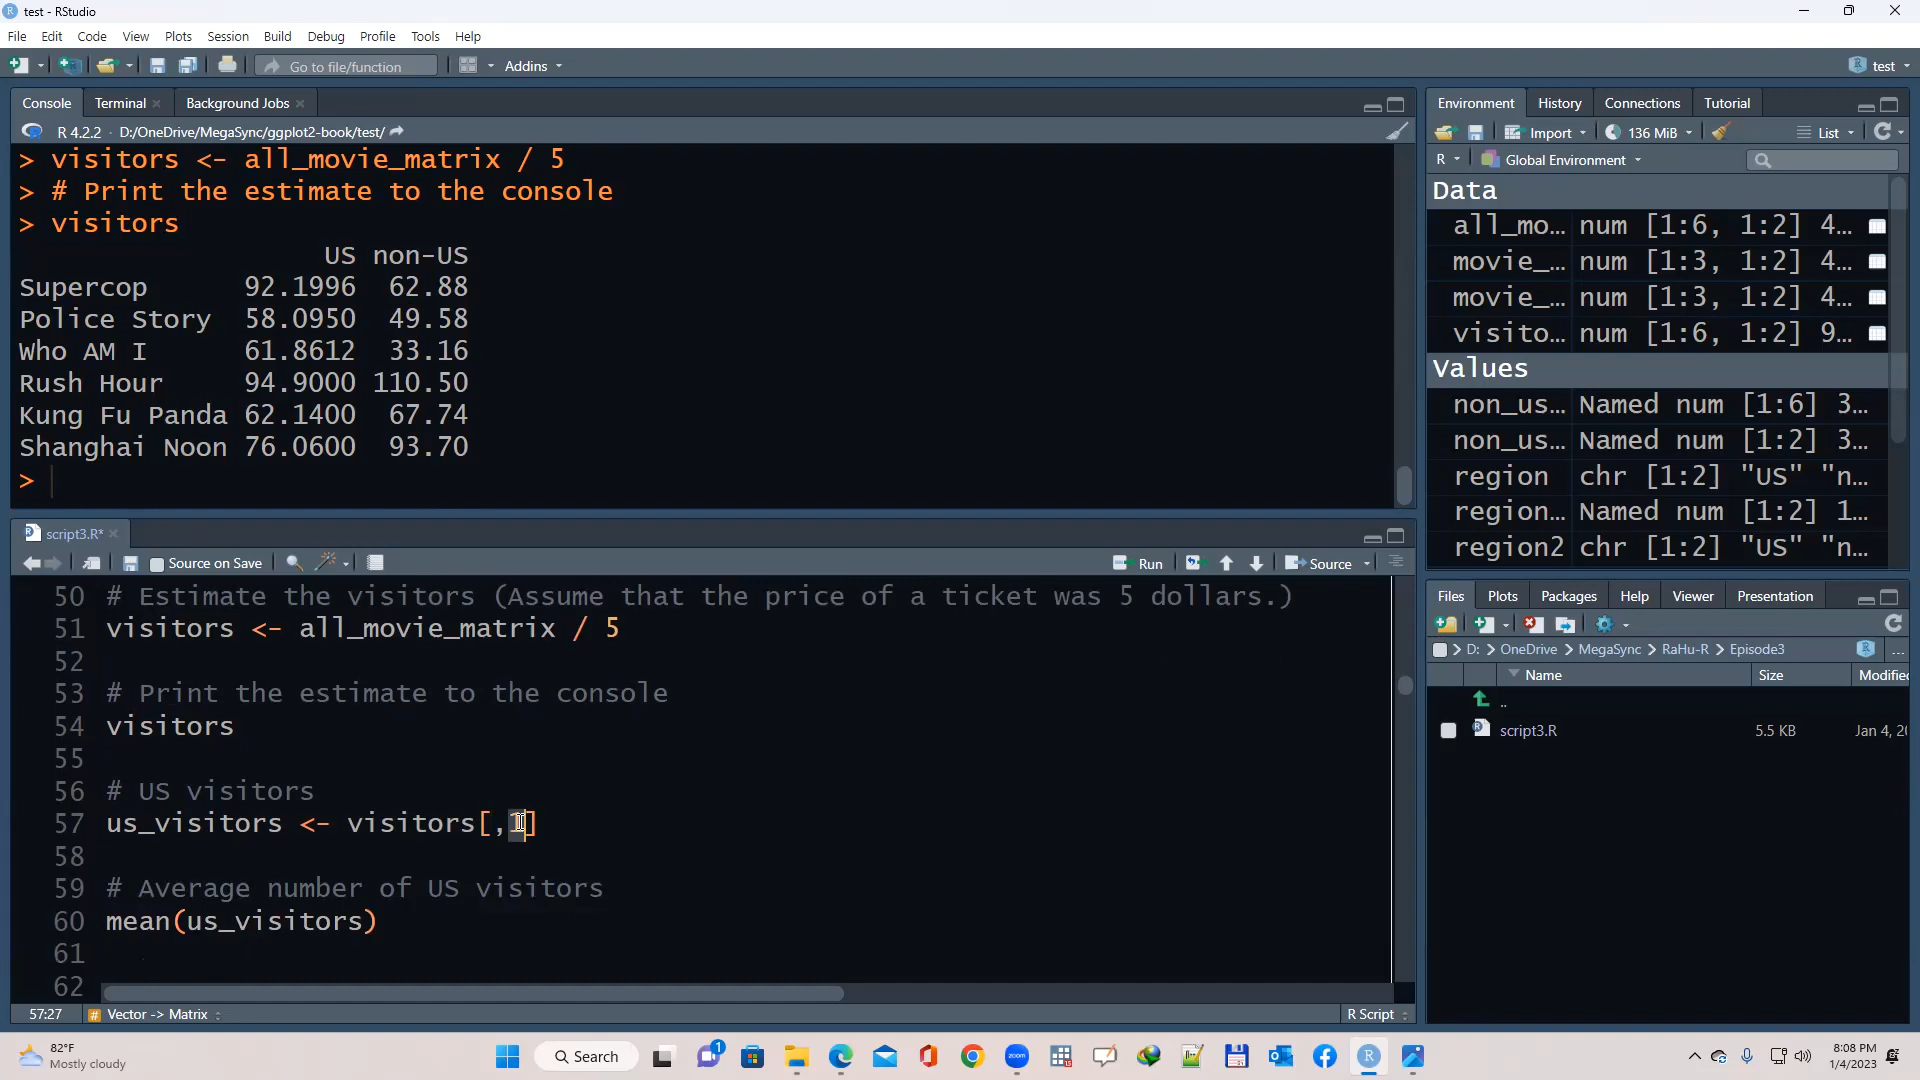 test - RStudio
File Edit Code View Plots Session Build Debug Profile Tools Help
Go to file/function Addins test
Console Terminal Background Jobs
R 4.2.2 · D:/OneDrive/MegaSync/ggplot2-book/test/
> visitors <- all_movie_matrix / 5
> # Print the estimate to the console
> visitors
US non-US
Supercop 92.1996 62.88
Police Story 58.0950 49.58
Who AM I 61.8612 33.16
Rush Hour 94.9000 110.50
Kung Fu Panda 62.1400 67.74
Shanghai Noon 76.0600 93.70
>
script3.R*
Source on Save Run Source
50 # Estimate the visitors (Assume that the price of a ticket was 5 dollars.)
51 visitors <- all_movie_matrix / 5
52
53 # Print the estimate to the console
54 visitors
55
56 # US visitors
57 us_visitors <- visitors[,1]
58
59 # Average number of US visitors
60 mean(us_visitors)
61
62
57:27 # Vector -> Matrix R Script
Environment History Connections Tutorial
Import 136 MiB List
R Global Environment
Data
all_mo… num [1:6, 1:2] 4…
movie_… num [1:3, 1:2] 4…
movie_… num [1:3, 1:2] 4…
visito… num [1:6, 1:2] 9…
Values
non_us… Named num [1:6] 3…
non_us… Named num [1:2] 3…
region chr [1:2] "US" "n…
region… Named num [1:2] 1…
region2 chr [1:2] "US" "n…
Files Plots Packages Help Viewer Presentation
D: > OneDrive > MegaSync > RaHu-R > Episode3 ...
Name Size Modified
..
script3.R 5.5 KB Jan 4, 20
82°F
Mostly cloudy
Search
1
zoom
8:08 PM
1/4/2023